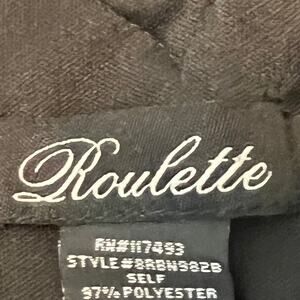 Roulette
RN#117493
STYLE#8RBN982B
SELF
97% POLYESTER